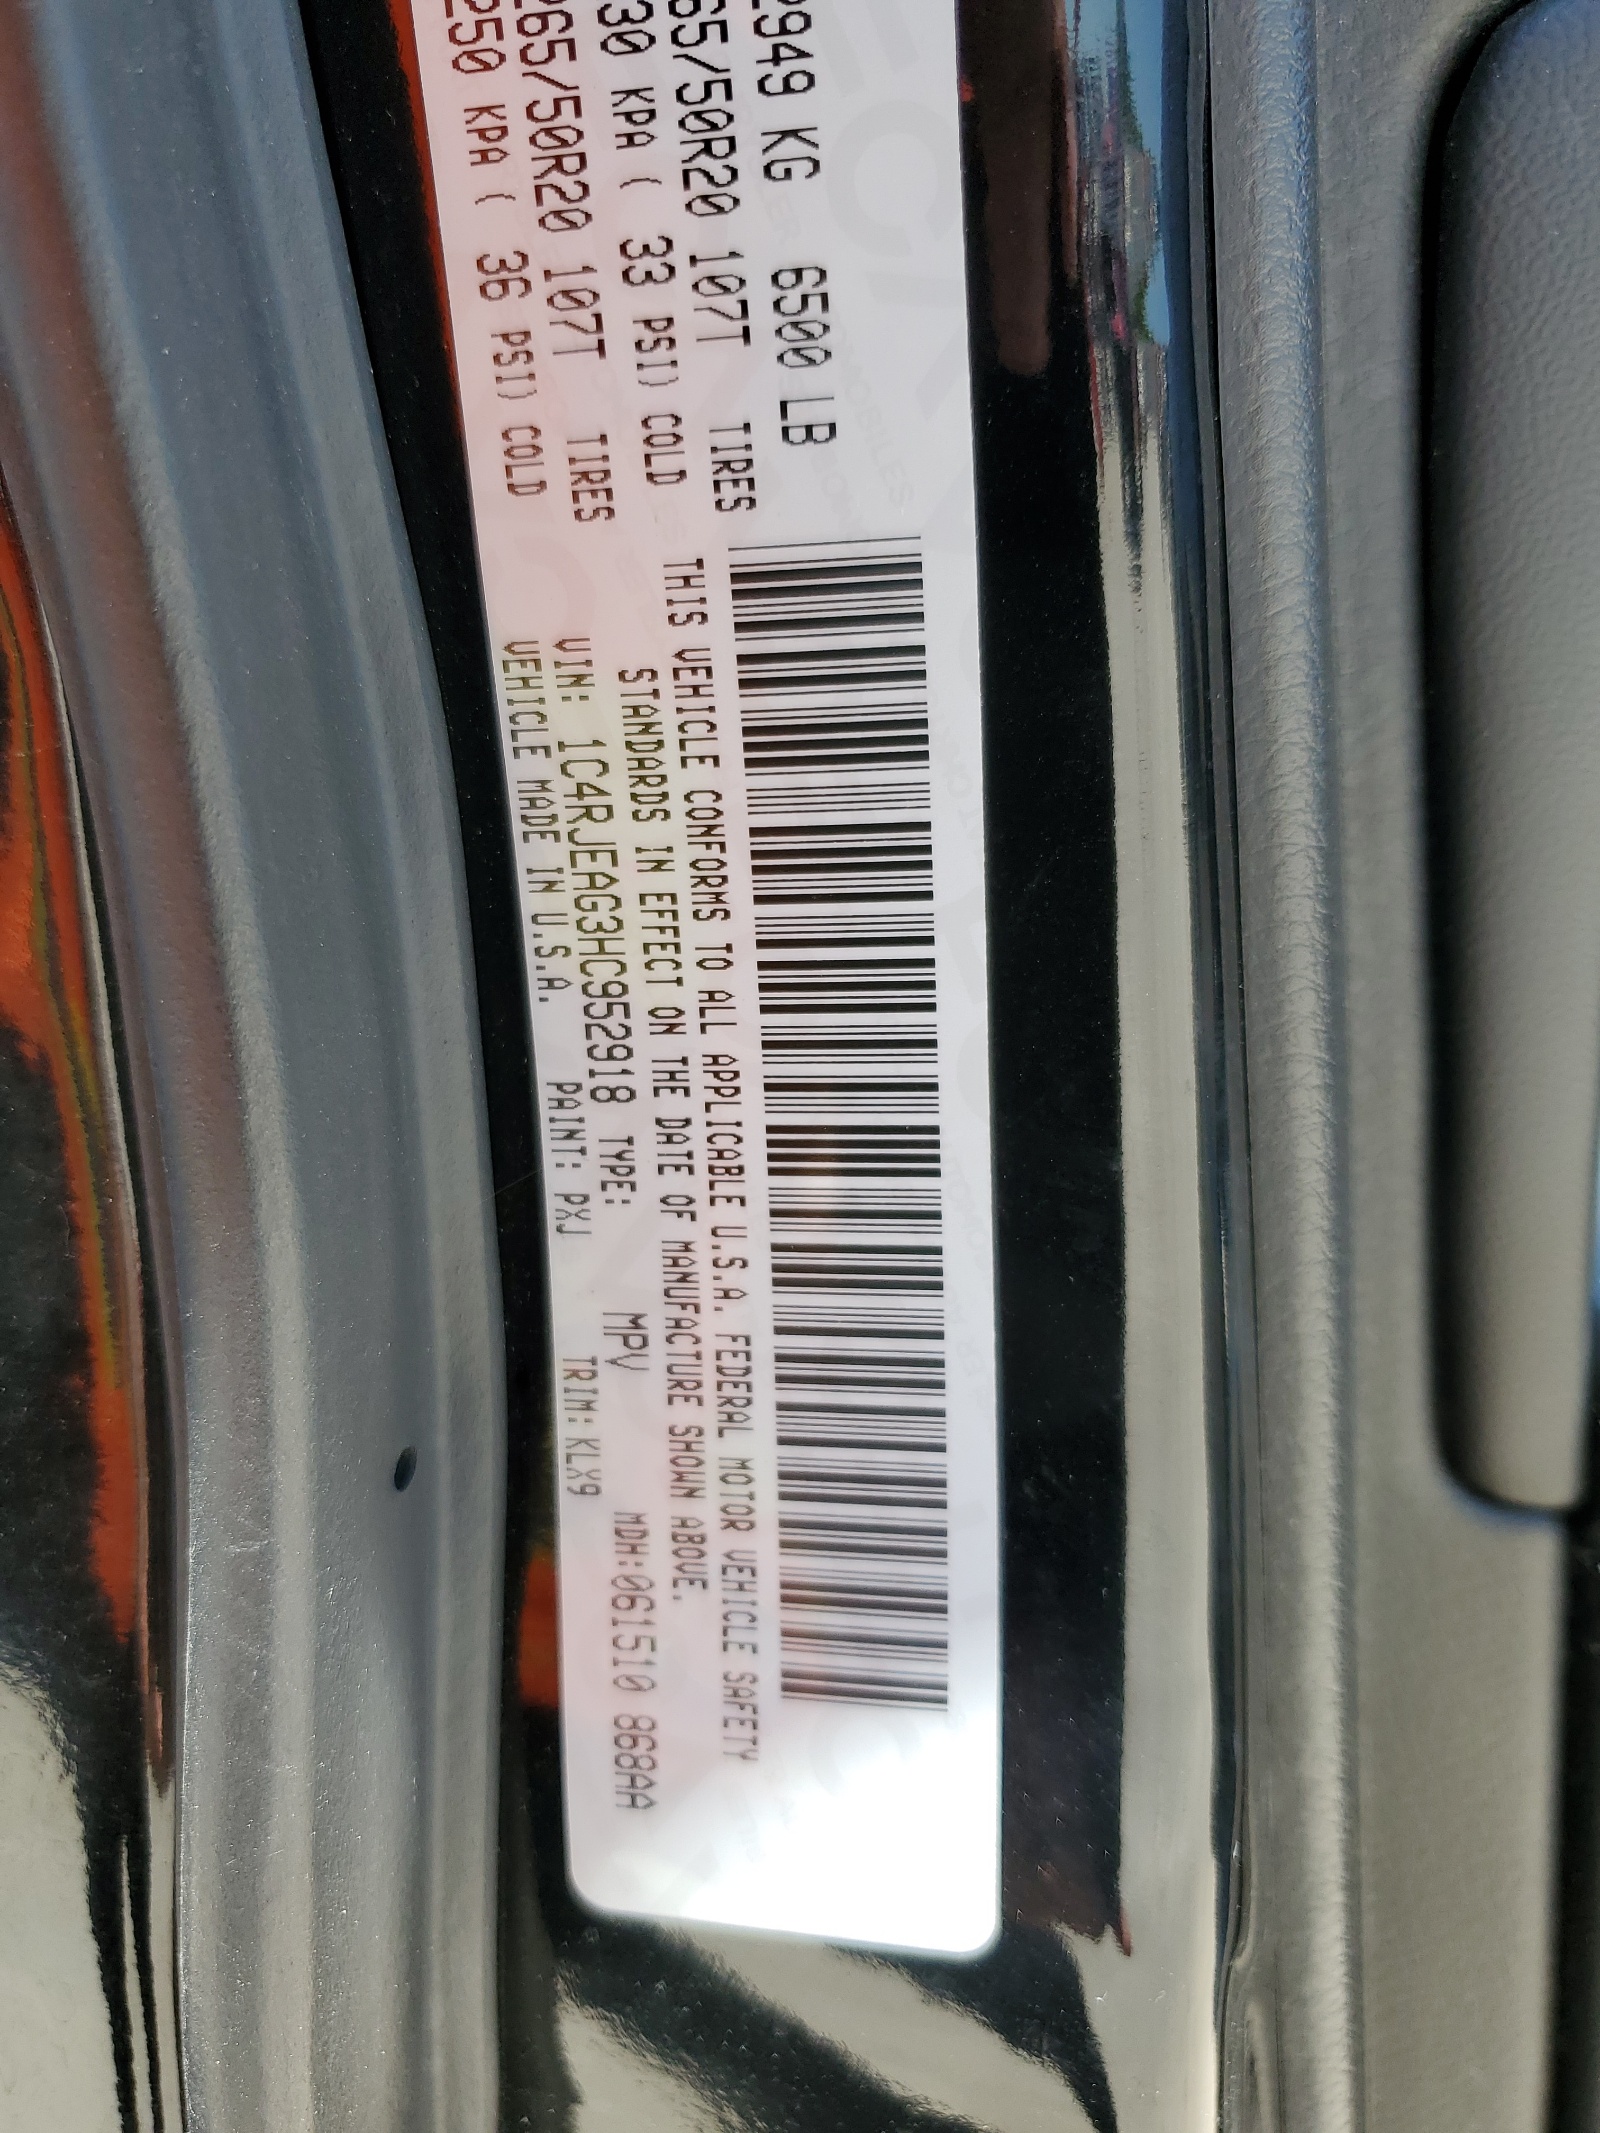 2949 KG 6500 LB
65/50R20 107T TIRES
30 KPA ( 33 PSI) COLD
265/50R20 107T TIRES
250 KPA ( 36 PSI) COLD
THIS VEHICLE CONFORMS TO ALL APPLICABLE U.S.A. FEDERAL MOTOR VEHICLE SAFETY
STANDARDS IN EFFECT ON THE DATE OF MANUFACTURE SHOWN ABOVE.
VIN: 1C4RJEAG3HC952918 TYPE: MPV MDH:061510 868AA
VEHICLE MADE IN U.S.A. PAINT: PXJ TRIM: KLX9